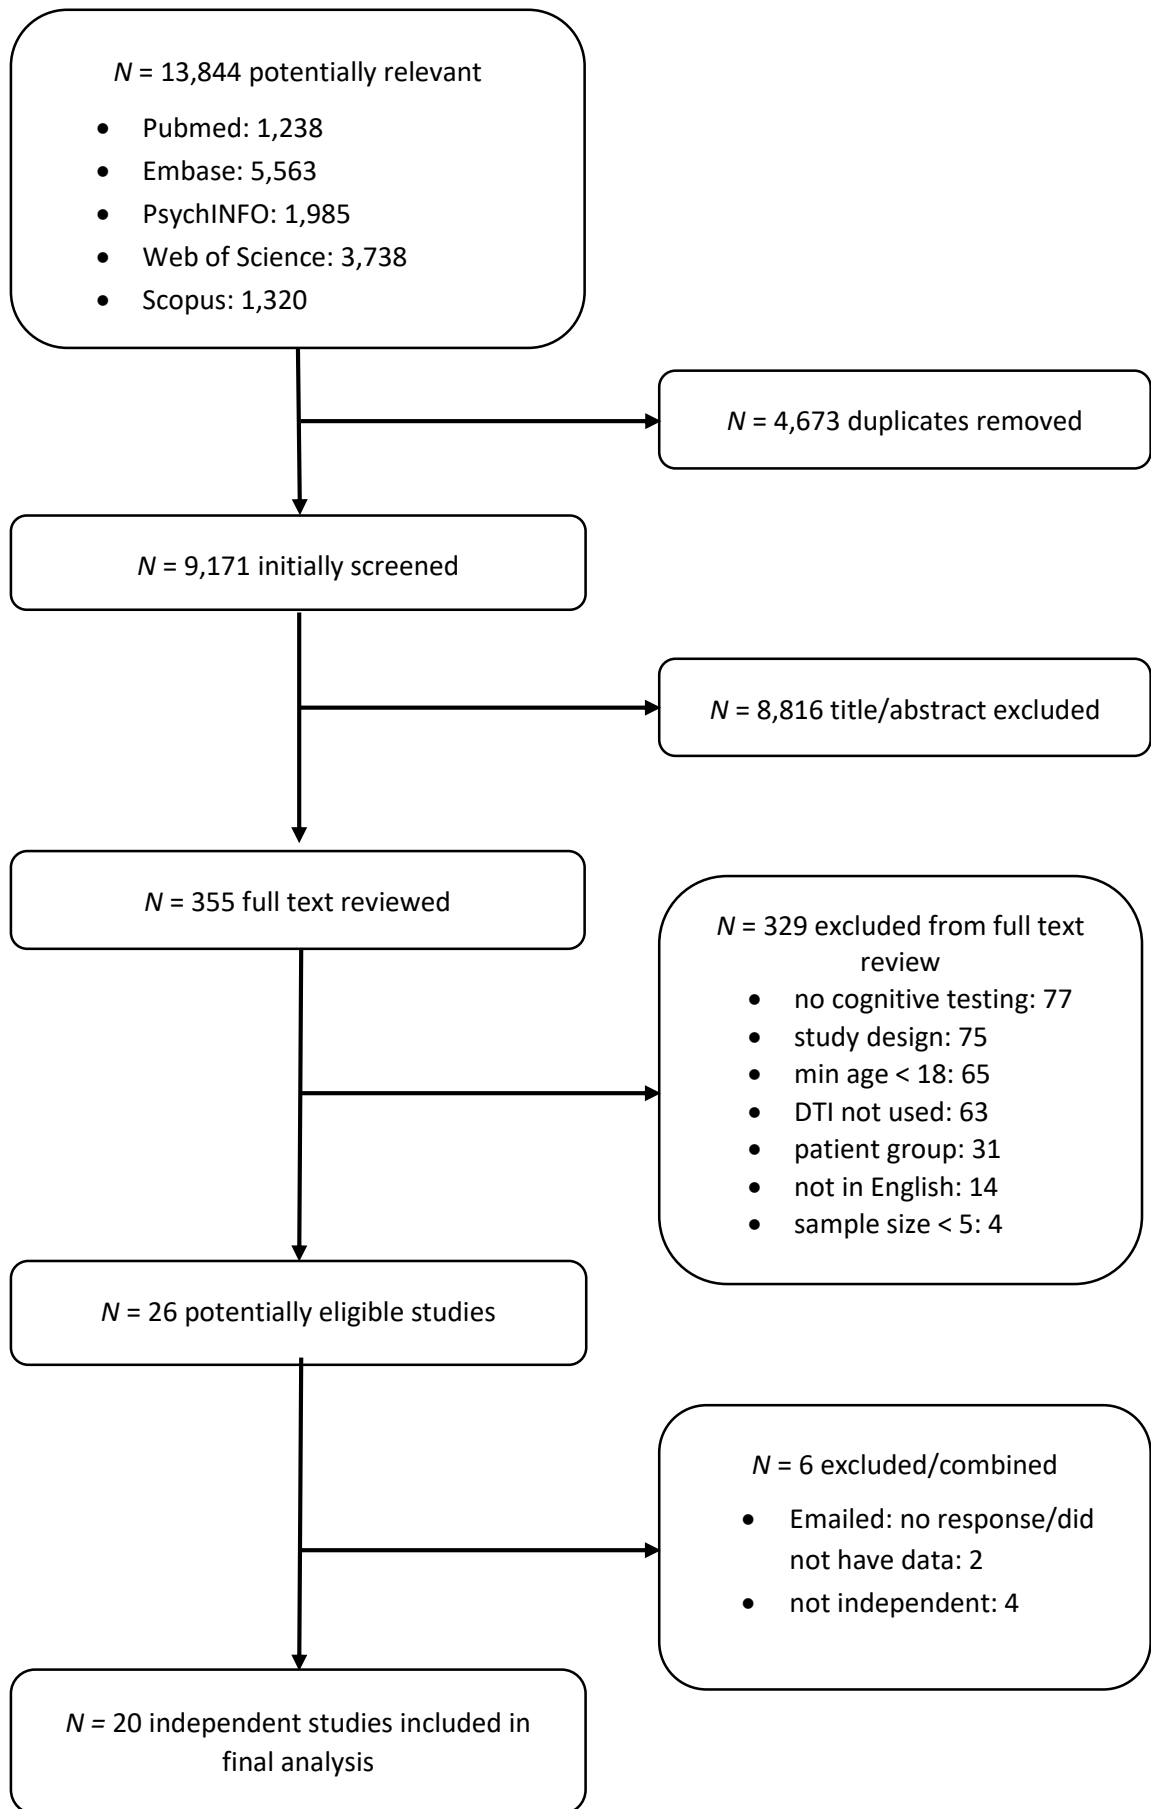 N = 13,844 potentially relevant
• Pubmed: 1,238
• Embase: 5,563
• PsychINFO: 1,985
• Web of Science: 3,738
• Scopus: 1,320
N = 4,673 duplicates removed
N = 9,171 initially screened
N = 8,816 title/abstract excluded
N = 355 full text reviewed
N = 329 excluded from full text
review
• no cognitive testing: 77
• study design: 75
• min age < 18: 65
• DTI not used: 63
• patient group: 31
• not in English: 14
• sample size < 5: 4
N = 26 potentially eligible studies
N = 6 excluded/combined
• Emailed: no response/did
not have data: 2
• not independent: 4
N = 20 independent studies included in
final analysis